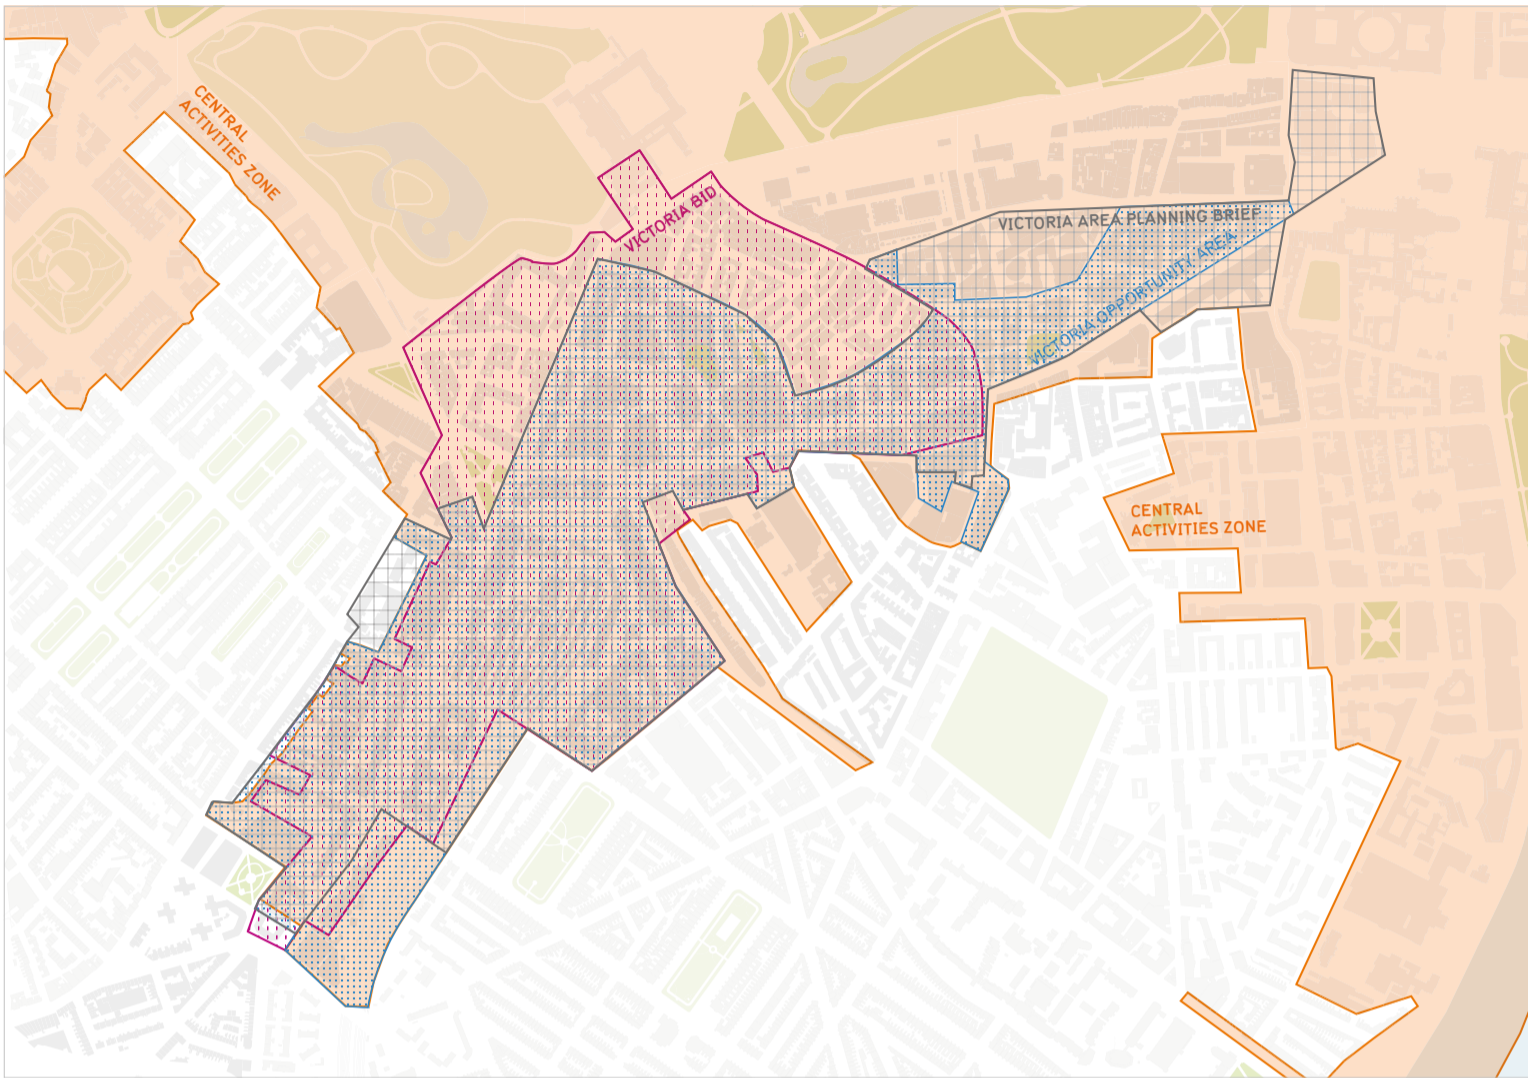 CENTRAL
ACTIVITIES ZONE
VICTORIA BID
VICTORIA AREA PLANNING BRIEF
VICTORIA OPPORTUNITY AREA
CENTRAL
ACTIVITIES ZONE